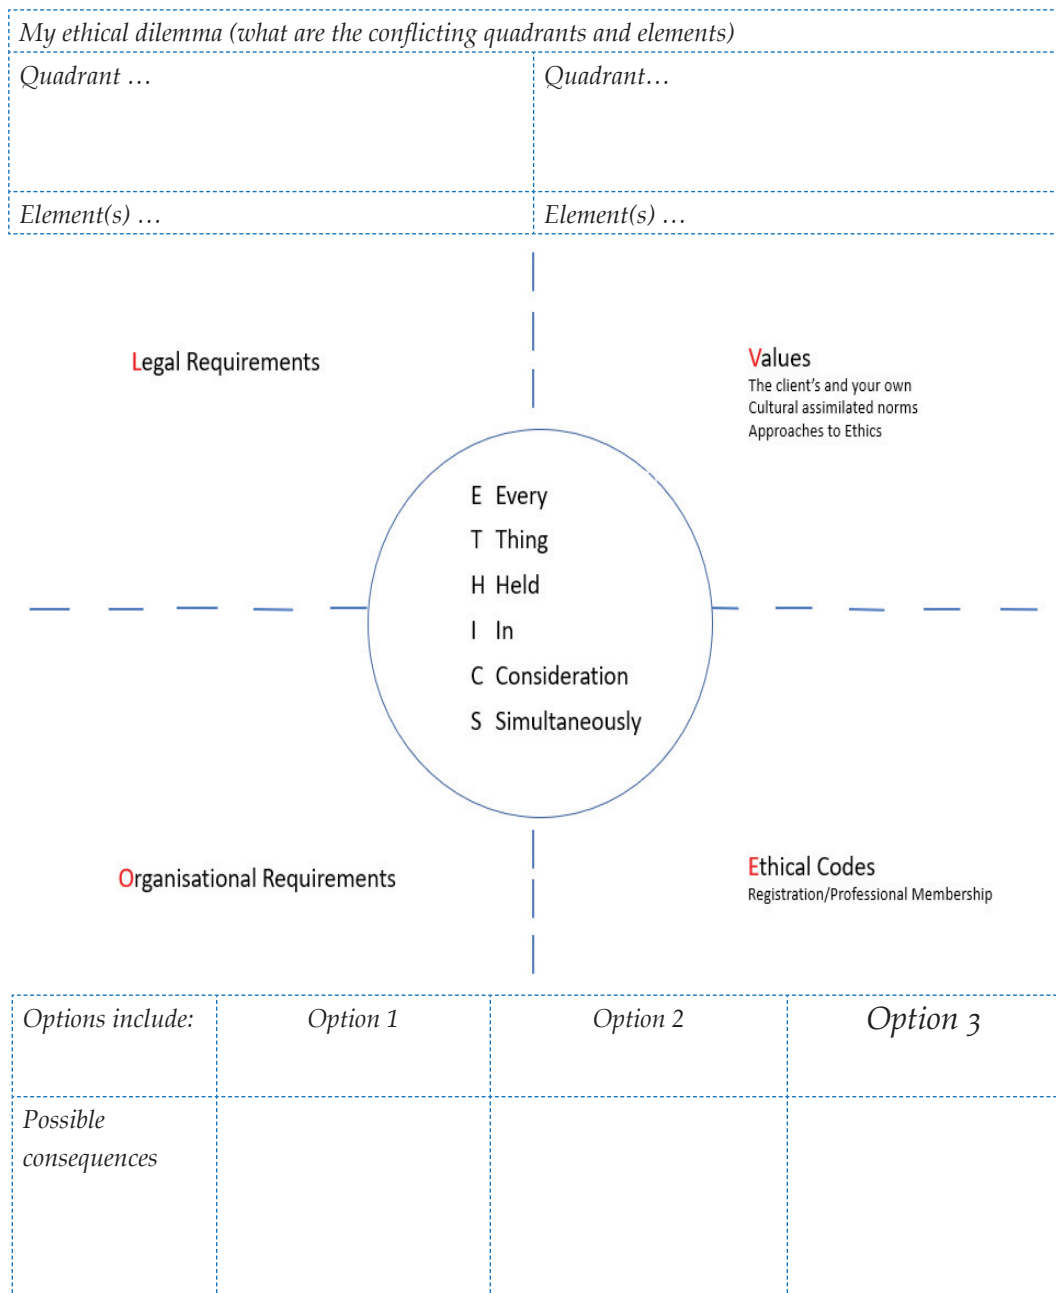 My ethical dilemma (what are the conflicting quadrants and elements)
Quadrant …
Quadrant…
Element(s) …
Element(s) …
Legal Requirements
Values
The client's and your own
Cultural assimilated norms
Approaches to Ethics
E Every
T Thing
H Held
I In
C Consideration
S Simultaneously
Organisational Requirements
Ethical Codes
Registration/Professional Membership
Options include:
Option 1
Option 2
Option 3
Possible
consequences